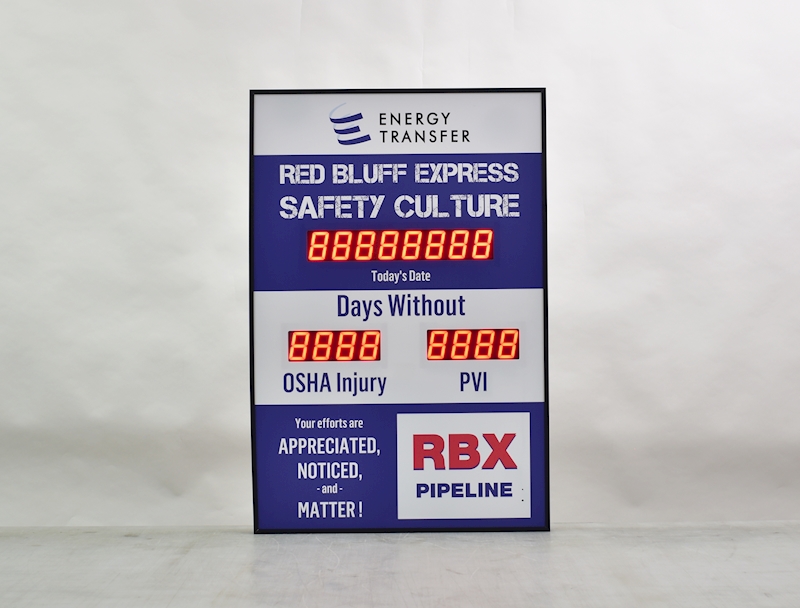 ENERGY
TRANSFER
RED BLUFF EXPRESS
SAFETY CULTURE
88888888
Today's Date
Days Without
8888 8888
OSHA Injury PVI
Your efforts are
APPRECIATED,
NOTICED,
- and -
MATTER !
RBX
PIPELINE